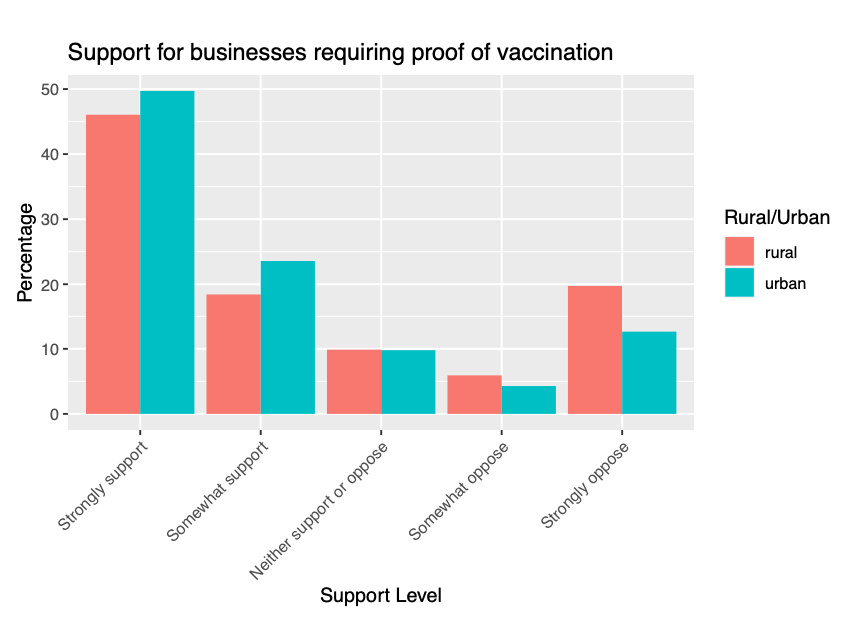 Support for businesses requiring proof of vaccination
50
40
30
20
10
0
Percentage
Strongly support
Somewhat support
Neither support or oppose
Somewhat oppose
Strongly oppose
Support Level
Rural/Urban
rural
urban